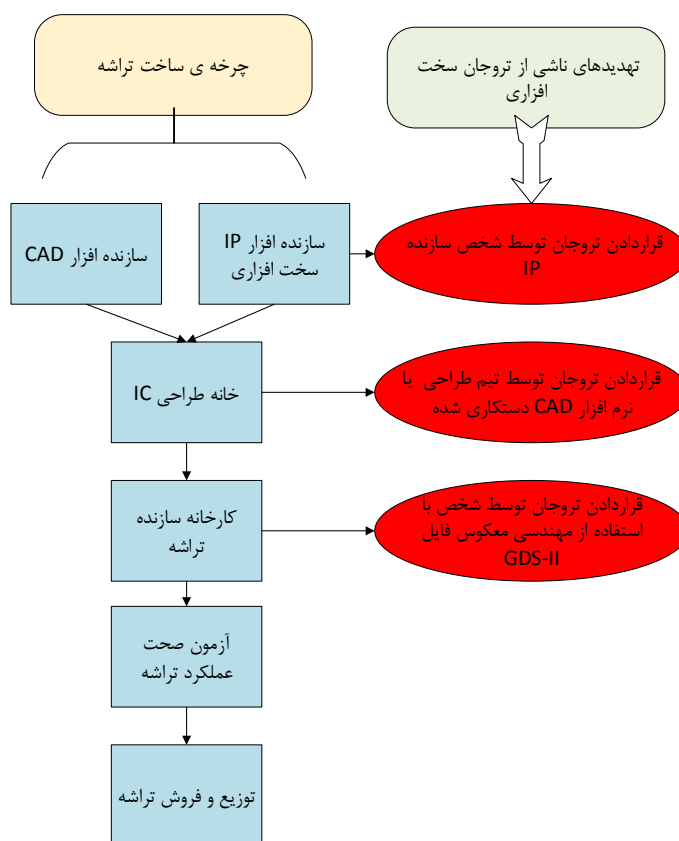 چرخه ی ساخت تراشه
تهدیدهای ناشی از تروجان سخت
افزاری
سازنده افزار CAD
سازنده افزار IP
سخت افزاری
قراردادن تروجان توسط شخص سازنده
IP
خانه طراحی IC
قراردادن تروجان توسط تیم طراحی یا
نرم افزار CAD دستکاری شده
کارخانه سازنده
تراشه
قراردادن تروجان توسط شخص با
استفاده از مهندسی معکوس فایل
GDS-II
آزمون صحت
عملکرد تراشه
توزیع و فروش تراشه